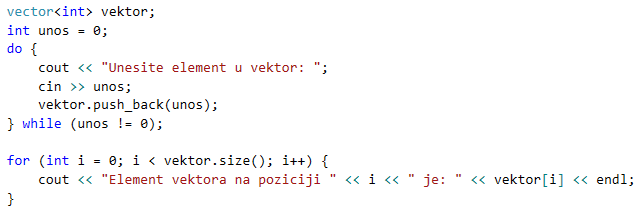 vector<int> vektor;
int unos = 0;
do {
    cout << "Unesite element u vektor: ";
    cin >> unos;
    vektor.push_back(unos);
} while (unos != 0);

for (int i = 0; i < vektor.size(); i++) {
    cout << "Element vektora na poziciji " << i << " je: " << vektor[i] << endl;
}